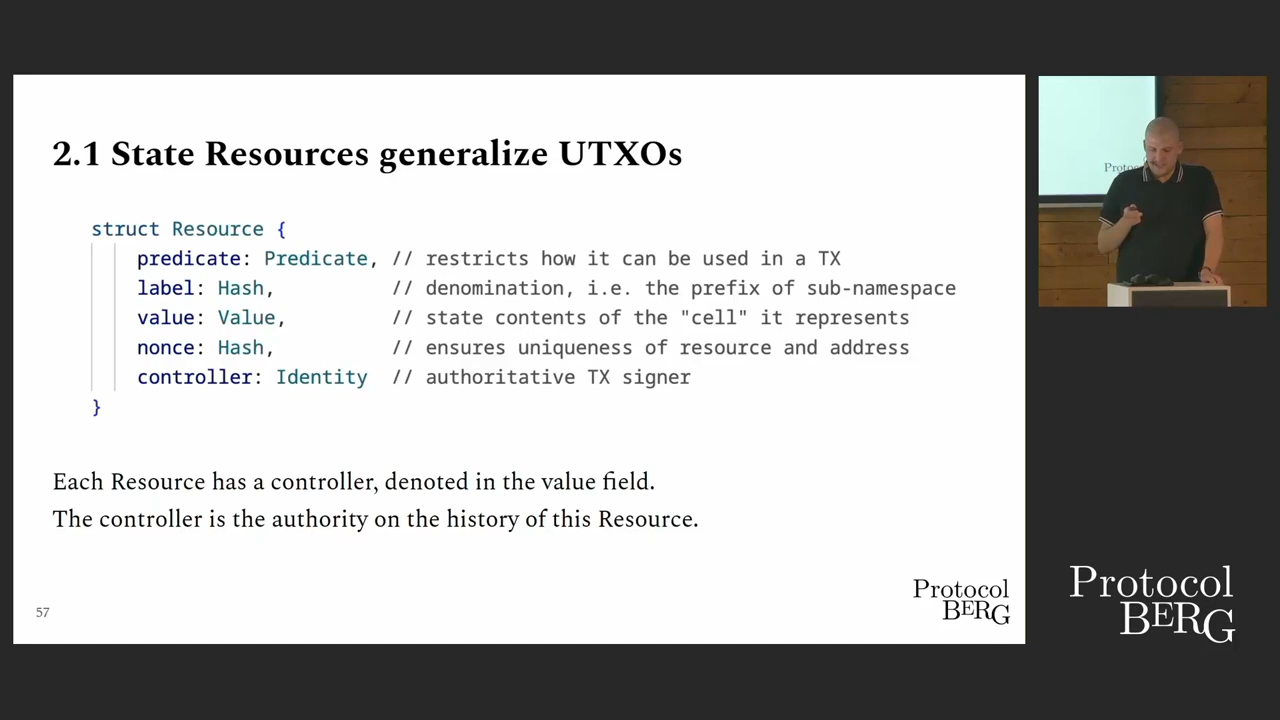 2.1 State Resources generalize UTXOs
struct Resource {
predicate: Predicate, // restricts how it can be used in a TX
label: Hash, // denomination, i.e. the prefix of sub-namespace
value: Value, // state contents of the "cell" it represents
nonce: Hash, // ensures uniqueness of resource and address
controller: Identity // authoritative TX signer
}
Each Resource has a controller, denoted in the value field.
The controller is the authority on the history of this Resource.
57
Protocol
BERG
Protocol
BERG